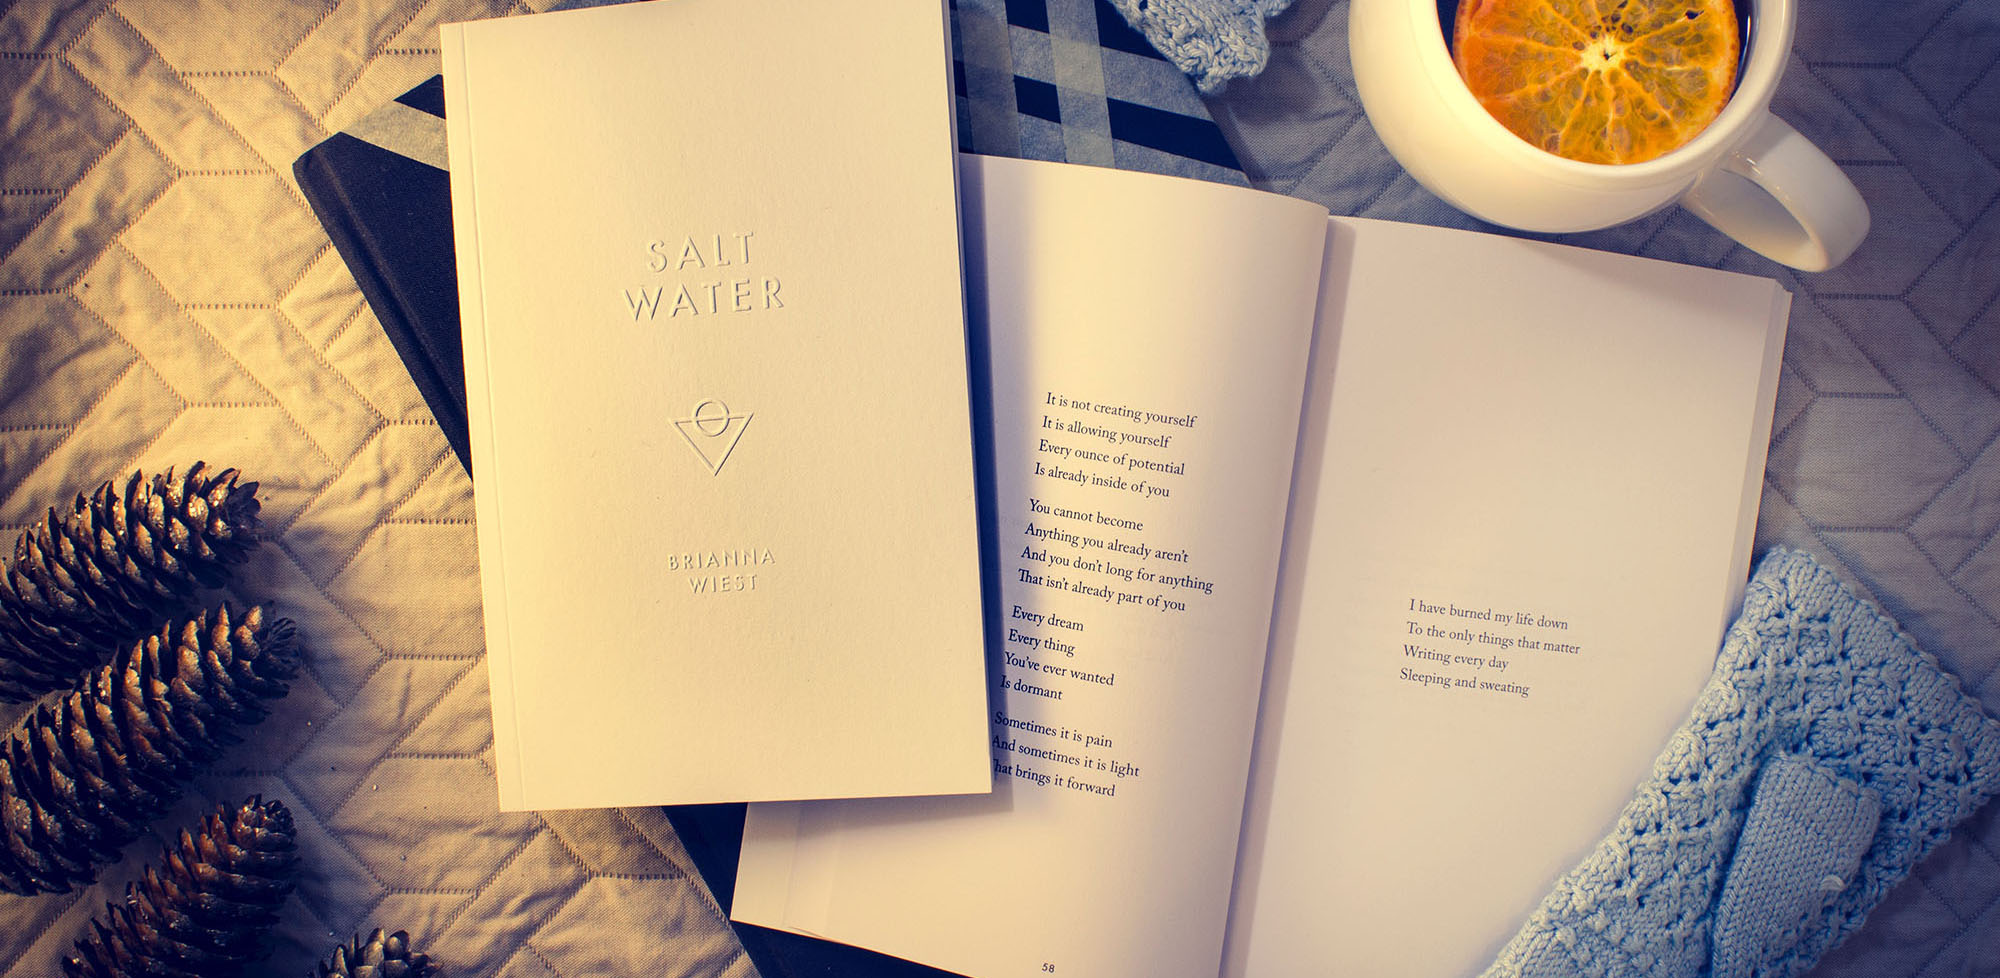 SALT
WATER
BRIANNA
WIEST
It is not creating yourself
It is allowing yourself
Every ounce of potential
Is already inside of you
You cannot become
Anything you already aren't
And you don't long for anything
That isn't already part of you
Every dream
Every thing
You've ever wanted
Is dormant
Sometimes it is pain
And sometimes it is light
That brings it forward
58
I have burned my life down
To the only things that matter
Writing every day
Sleeping and sweating